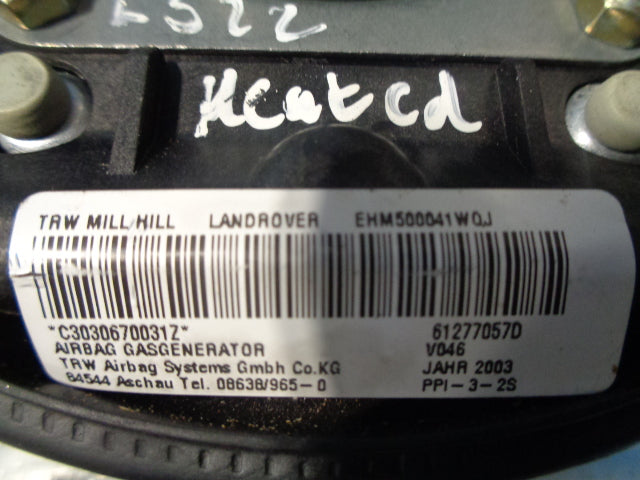 L322
Heated
TRW MILL HILL LANDROVER EHM500041WQJ
*C3030670031Z* 61277057D
AIRBAG GASGENERATOR V046
TRW Airbag Systems Gmbh Co.KG JAHR 2003
84544 Aschau Tel. 08638/965-0 PPI-3-2S